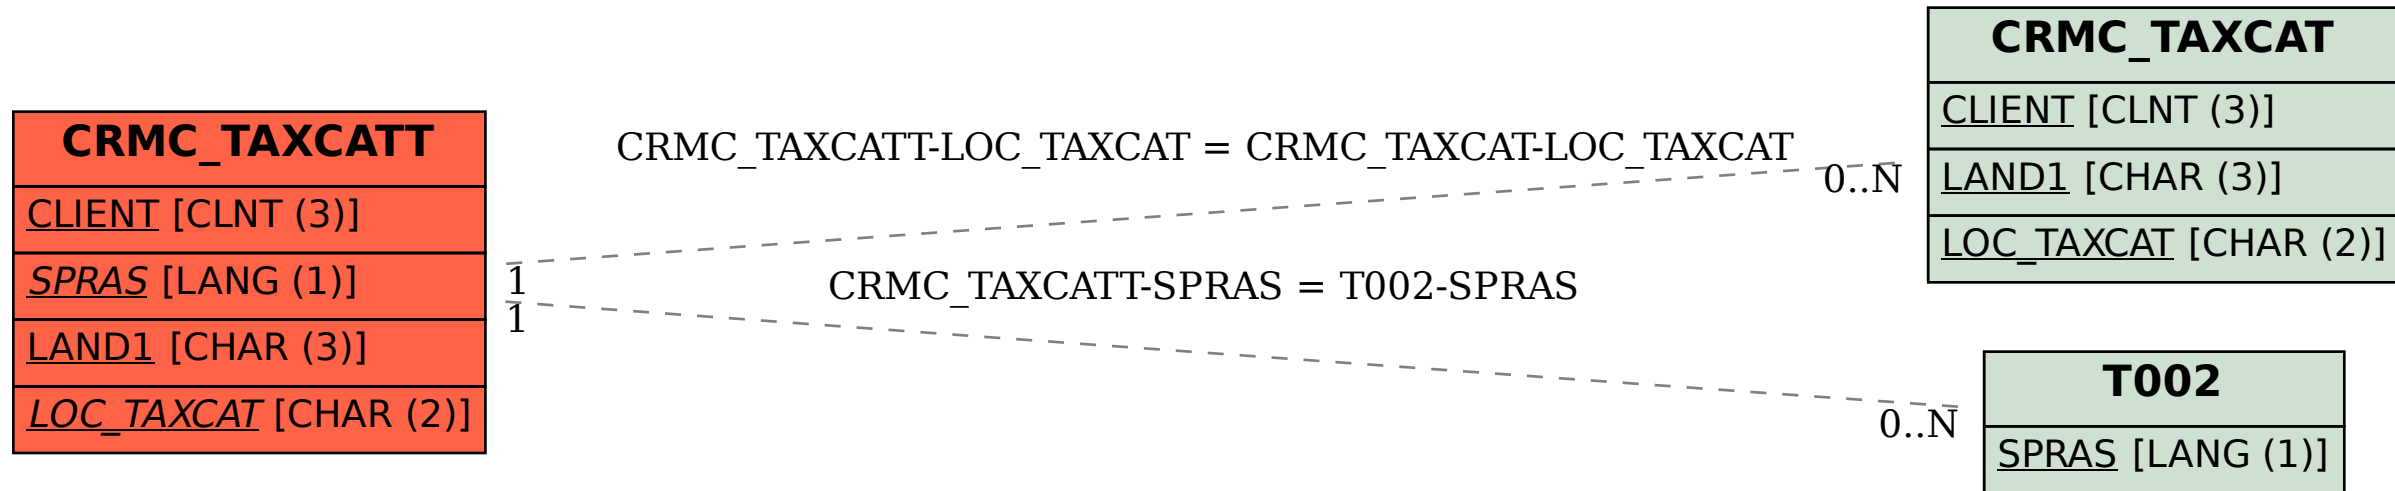 CRMC_TAXCATT
CLIENT [CLNT (3)]
SPRAS [LANG (1)]
LAND1 [CHAR (3)]
LOC_TAXCAT [CHAR (2)]
CRMC_TAXCATT-LOC_TAXCAT = CRMC_TAXCAT-LOC_TAXCAT
0..N
1
CRMC_TAXCATT-SPRAS = T002-SPRAS
1
0..N
CRMC_TAXCAT
CLIENT [CLNT (3)]
LAND1 [CHAR (3)]
LOC_TAXCAT [CHAR (2)]
T002
SPRAS [LANG (1)]